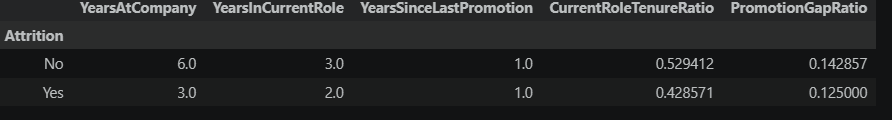 YearsAtCompany YearsInCurrentRole YearsSinceLastPromotion CurrentRoleTenureRatio PromotionGapRatio
Attrition
No 6.0 3.0 1.0 0.529412 0.142857
Yes 3.0 2.0 1.0 0.428571 0.125000